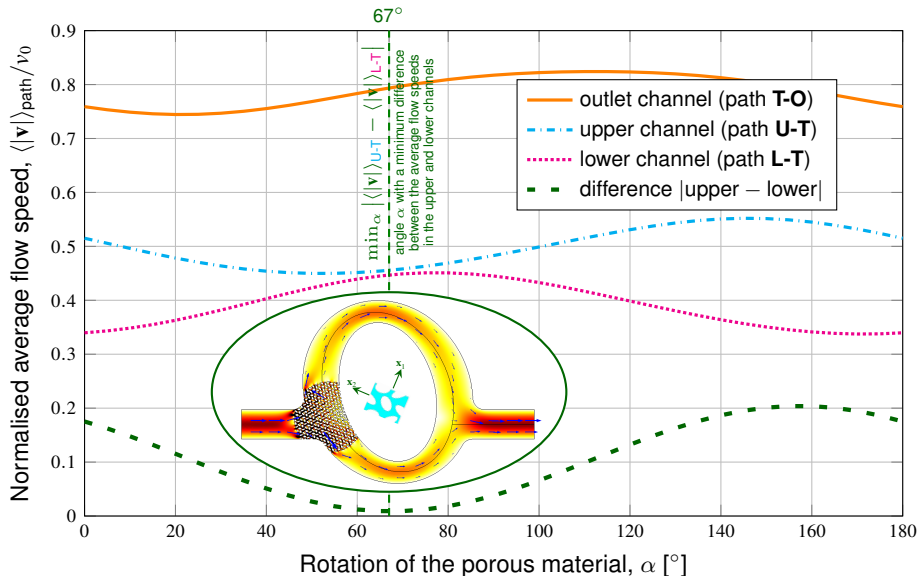 67°
Normalised average flow speed, ⟨|v|⟩path/v0
0.9
0.8
0.7
0.6
0.5
0.4
0.3
0.2
0.1
0
min α |⟨|v|⟩U-T − ⟨|v|⟩L-T|
angle α with a minimum difference
between the average flow speeds
in the upper and lower channels
outlet channel (path T-O)
upper channel (path U-T)
lower channel (path L-T)
difference |upper − lower|
x2
x1
0
20
40
60
80
100
120
140
160
180
Rotation of the porous material, α [°]